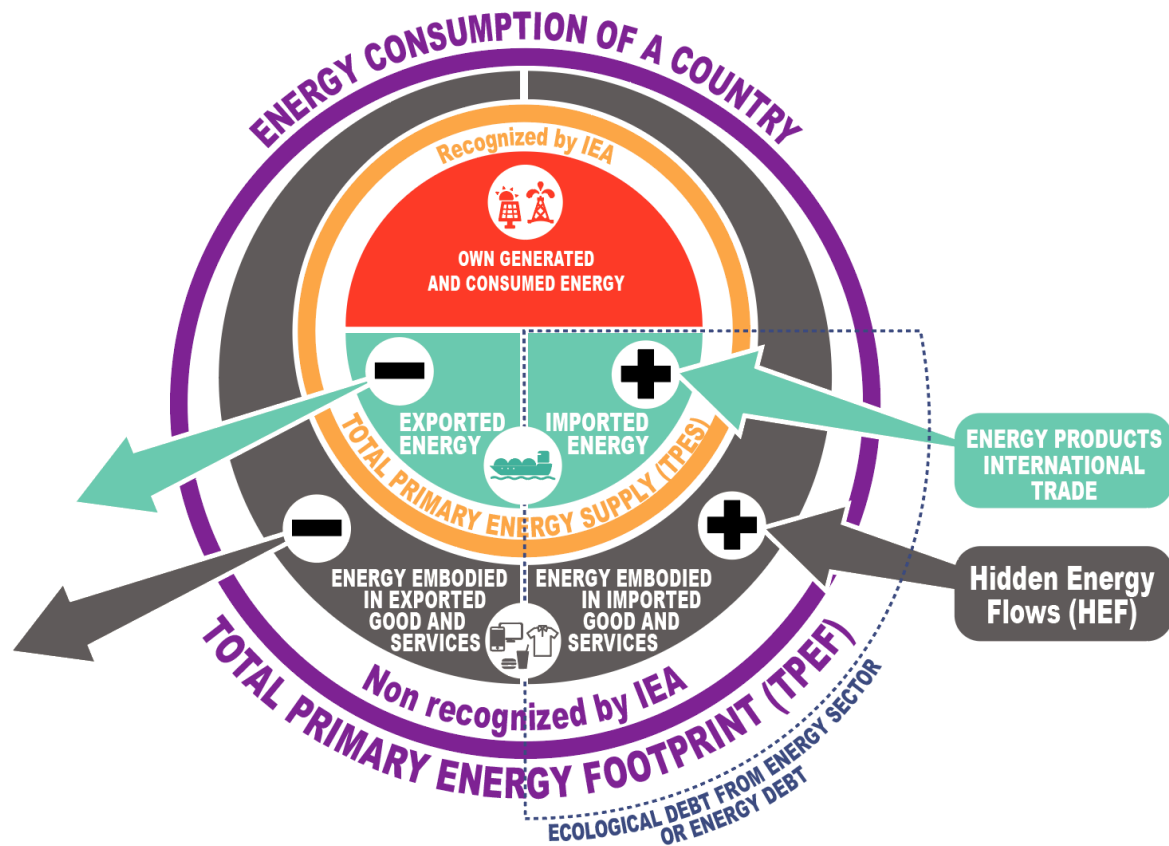 ENERGY CONSUMPTION OF A COUNTRY
Recognized by IEA
OWN GENERATED
AND CONSUMED ENERGY
EXPORTED
ENERGY
IMPORTED
ENERGY
TOTAL PRIMARY ENERGY SUPPLY (TPES)
ENERGY PRODUCTS
INTERNATIONAL
TRADE
ENERGY EMBODIED
IN EXPORTED
GOOD AND
SERVICES
ENERGY EMBODIED
IN IMPORTED
GOOD AND
SERVICES
Hidden Energy
Flows (HEF)
Non recognized by IEA
TOTAL PRIMARY ENERGY FOOTPRINT (TPEF)
ECOLOGICAL DEBT FROM ENERGY SECTOR
OR ENERGY DEBT